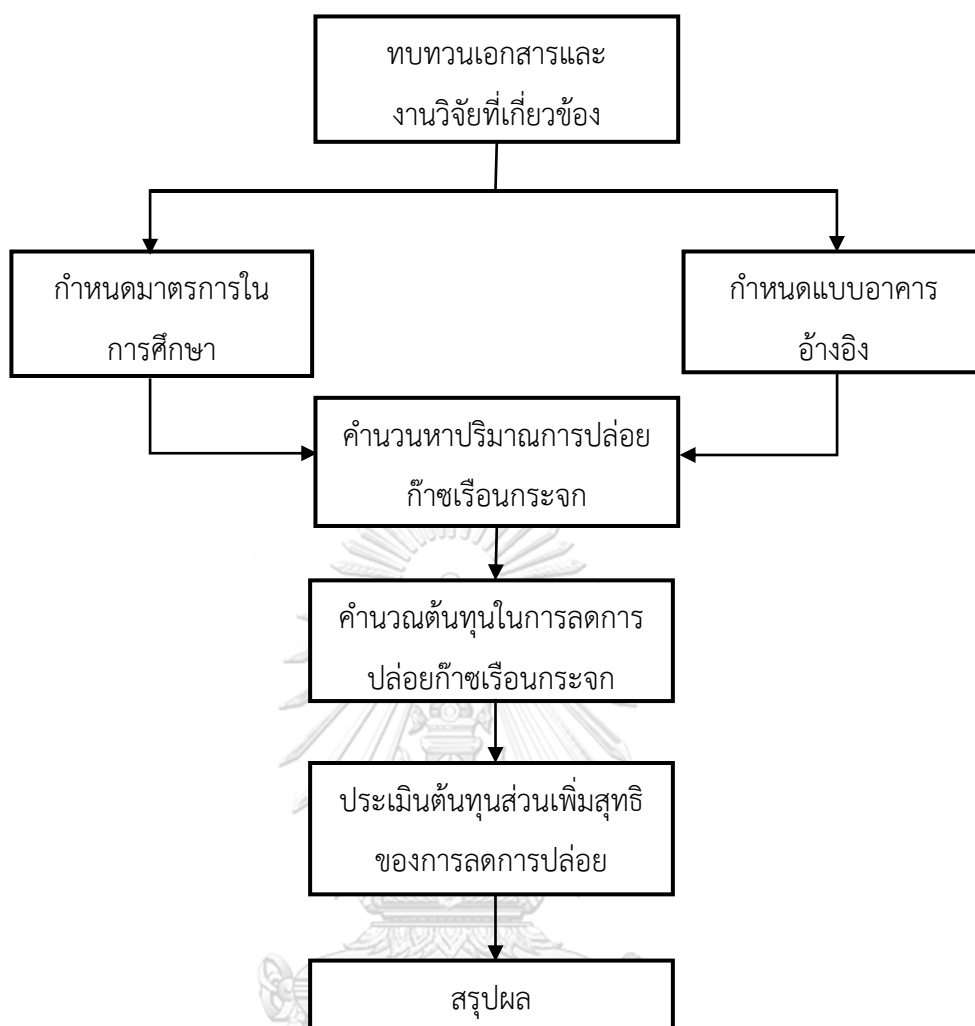 ทบทวนเอกสารและ
งานวิจัยที่เกี่ยวข้อง
กำหนดมาตรการใน
การศึกษา
กำหนดแบบอาคาร
อ้างอิง
คำนวนหาปริมาณการปล่อย
ก๊าซเรือนกระจก
คำนวณต้นทุนในการลดการ
ปล่อยก๊าซเรือนกระจก
ประเมินต้นทุนส่วนเพิ่มสุทธิ
ของการลดการปล่อย
สรุปผล